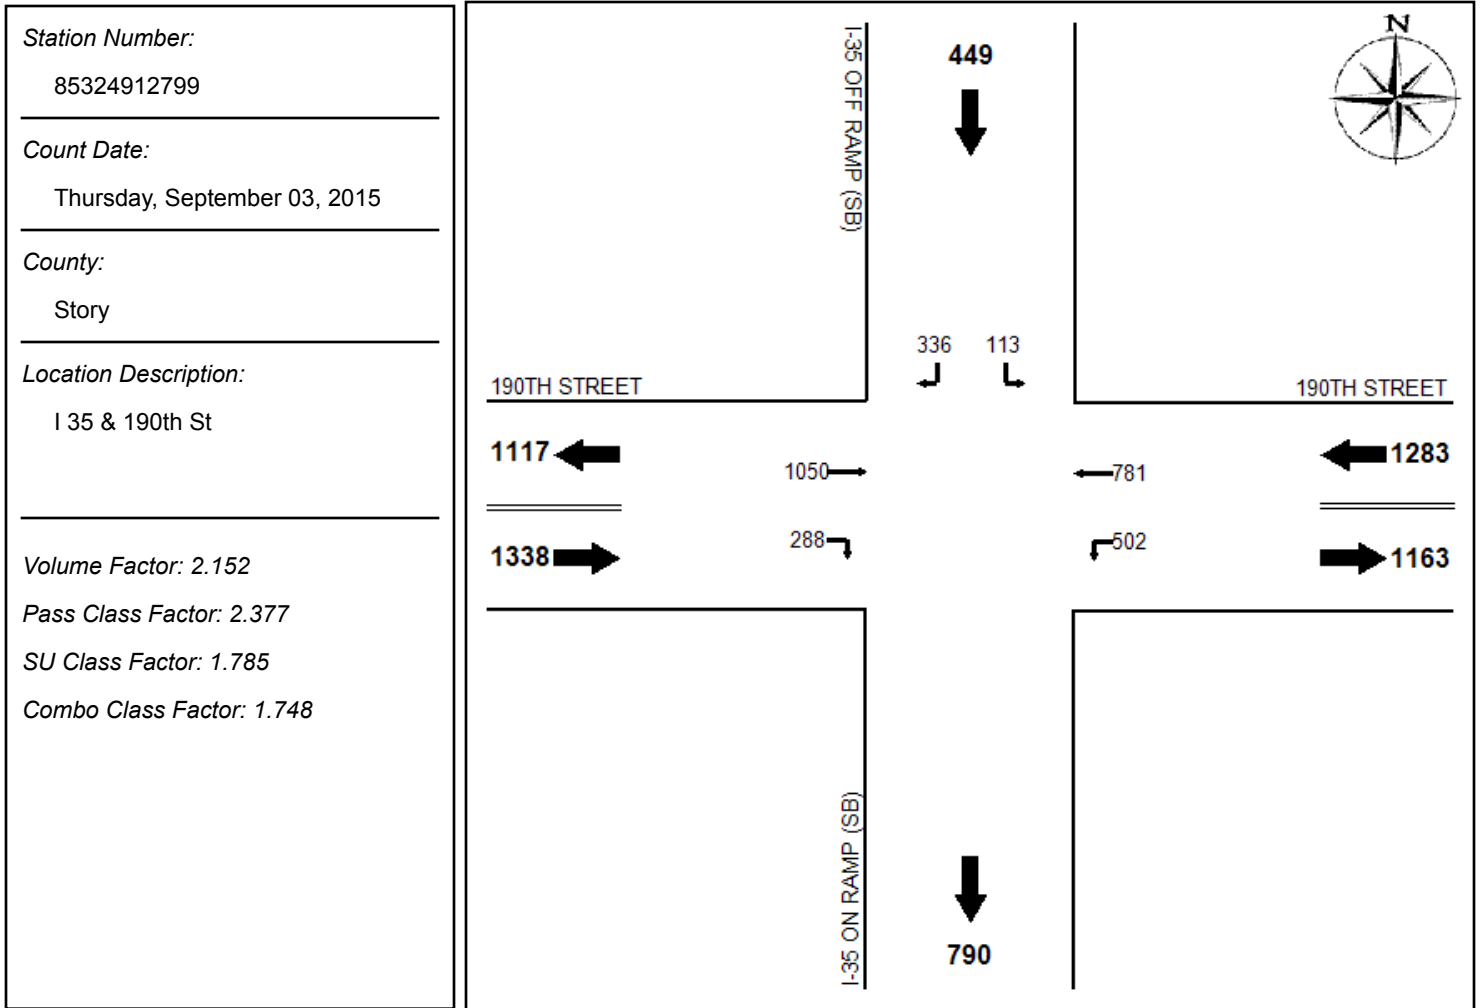 Station Number:
85324912799
Count Date:
Thursday, September 03, 2015
County:
Story
Location Description:
I 35 & 190th St
Volume Factor: 2.152
Pass Class Factor: 2.377
SU Class Factor: 1.785
Combo Class Factor: 1.748
N
I-35 OFF RAMP (SB)
449
336 113
190TH STREET
190TH STREET
1117
1283
1050
781
288
502
1338
1163
I-35 ON RAMP (SB)
790